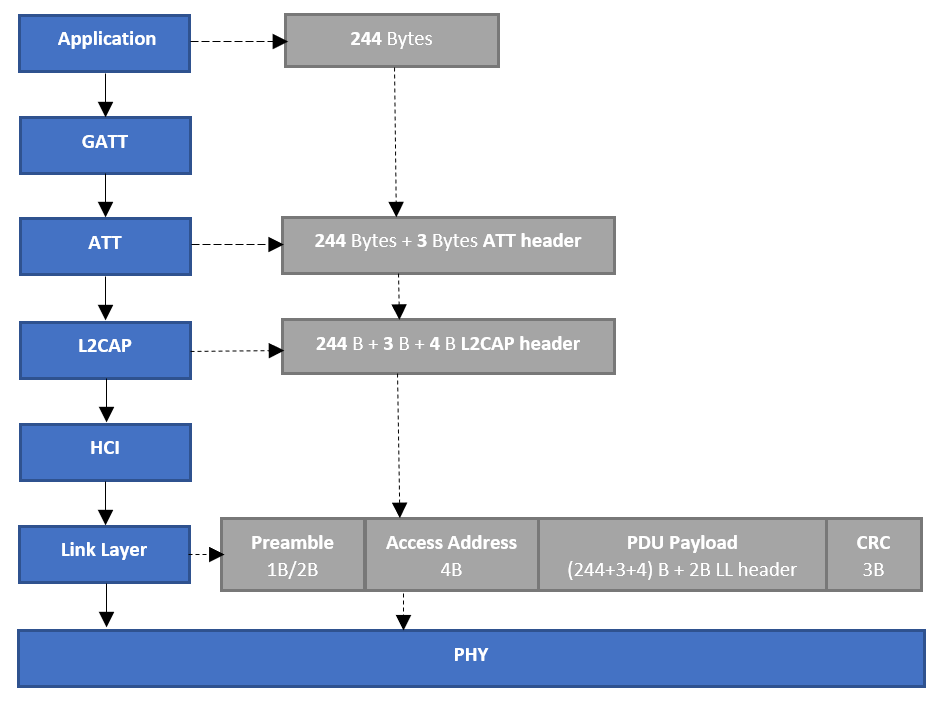 Application
244 Bytes
GATT
ATT
244 Bytes + 3 Bytes ATT header
L2CAP
244 B + 3 B + 4 B L2CAP header
HCI
Link Layer
Preamble
1B/2B
Access Address
4B
PDU Payload
(244+3+4) B + 2B LL header
CRC
3B
PHY